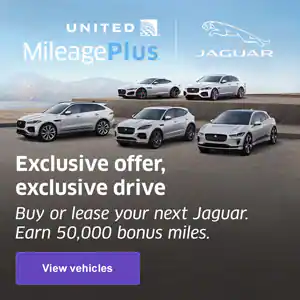 UNITED
MileagePlus
JAGUAR
Exclusive offer,
exclusive drive
Buy or lease your next Jaguar.
Earn 50,000 bonus miles.
View vehicles